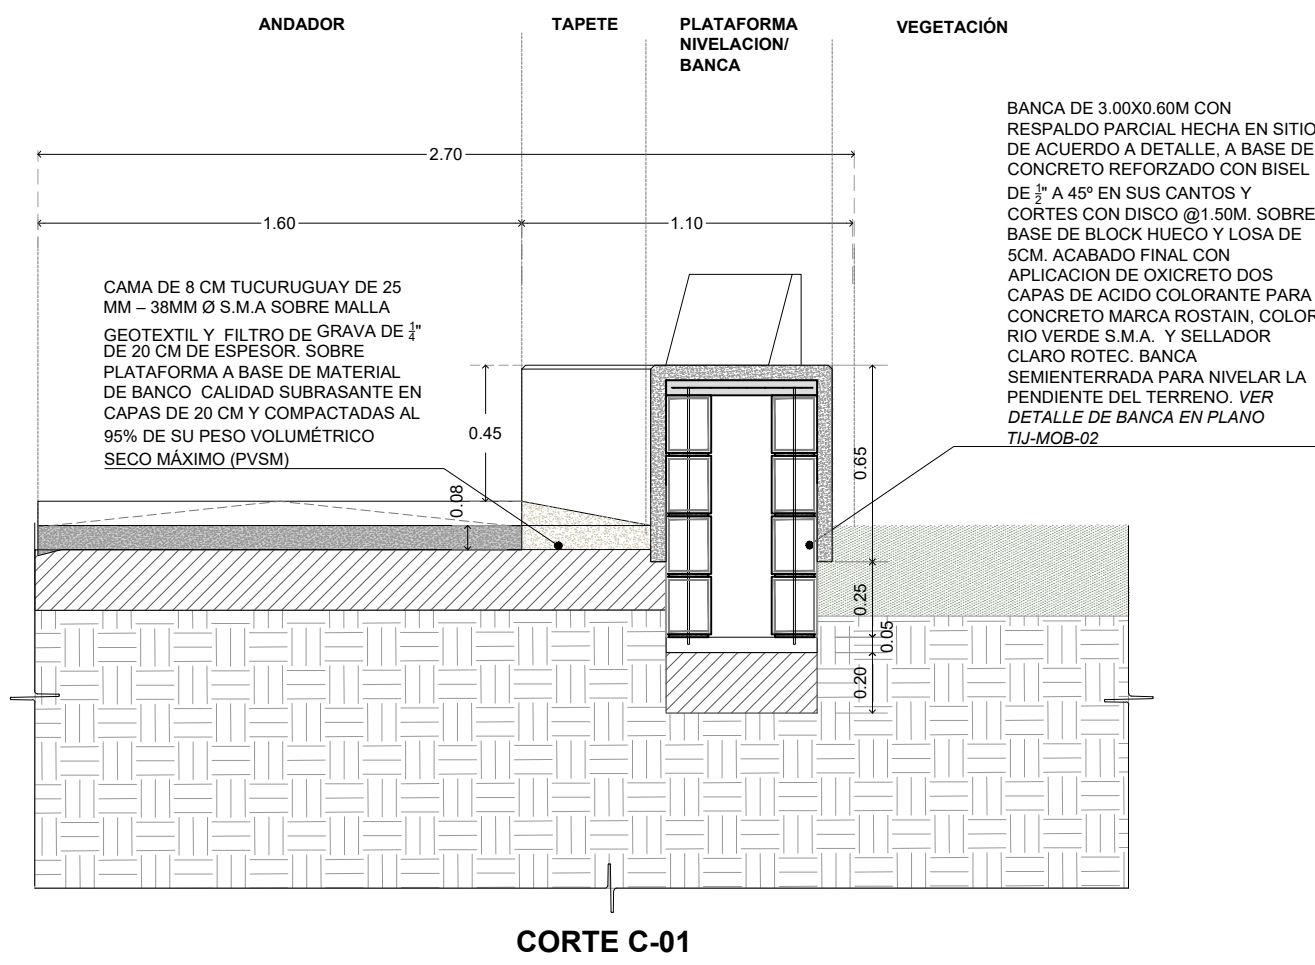 ANDADOR
TAPETE
PLATAFORMA
NIVELACION/
BANCA
VEGETACIÓN
2.70
1.60
1.10
BANCA DE 3.00X0.60M CON
RESPALDO PARCIAL HECHA EN SITIO
DE ACUERDO A DETALLE, A BASE DE
CONCRETO REFORZADO CON BISEL
DE 1/2" A 45º EN SUS CANTOS Y
CORTES CON DISCO @1.50M. SOBRE
BASE DE BLOCK HUECO Y LOSA DE
5CM. ACABADO FINAL CON
APLICACION DE OXICRETO DOS
CAPAS DE ACIDO COLORANTE PARA
CONCRETO MARCA ROSTAIN, COLOR
RIO VERDE S.M.A. Y SELLADOR
CLARO ROTEC. BANCA
SEMIENTERRADA PARA NIVELAR LA
PENDIENTE DEL TERRENO. VER
DETALLE DE BANCA EN PLANO
TIJ-MOB-02
CAMA DE 8 CM TUCURUGUAY DE 25
MM – 38MM Ø S.M.A SOBRE MALLA
GEOTEXTIL Y FILTRO DE GRAVA DE 1/4"
DE 20 CM DE ESPESOR. SOBRE
PLATAFORMA A BASE DE MATERIAL
DE BANCO CALIDAD SUBRASANTE EN
CAPAS DE 20 CM Y COMPACTADAS AL
95% DE SU PESO VOLUMÉTRICO
SECO MÁXIMO (PVSM)
0.45
0.08
0.65
0.25
0.05
0.20
CORTE C-01